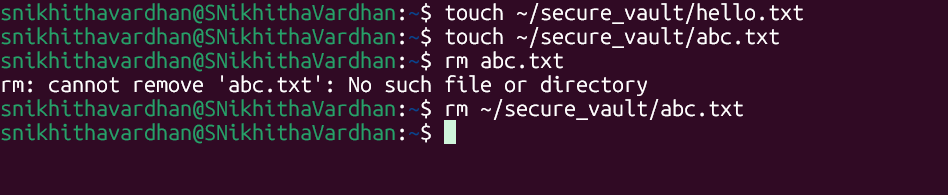 snikhithavardhan@SNikhithaVardhan:~$ touch ~/secure_vault/hello.txt
snikhithavardhan@SNikhithaVardhan:~$ touch ~/secure_vault/abc.txt
snikhithavardhan@SNikhithaVardhan:~$ rm abc.txt
rm: cannot remove 'abc.txt': No such file or directory
snikhithavardhan@SNikhithaVardhan:~$ rm ~/secure_vault/abc.txt
snikhithavardhan@SNikhithaVardhan:~$